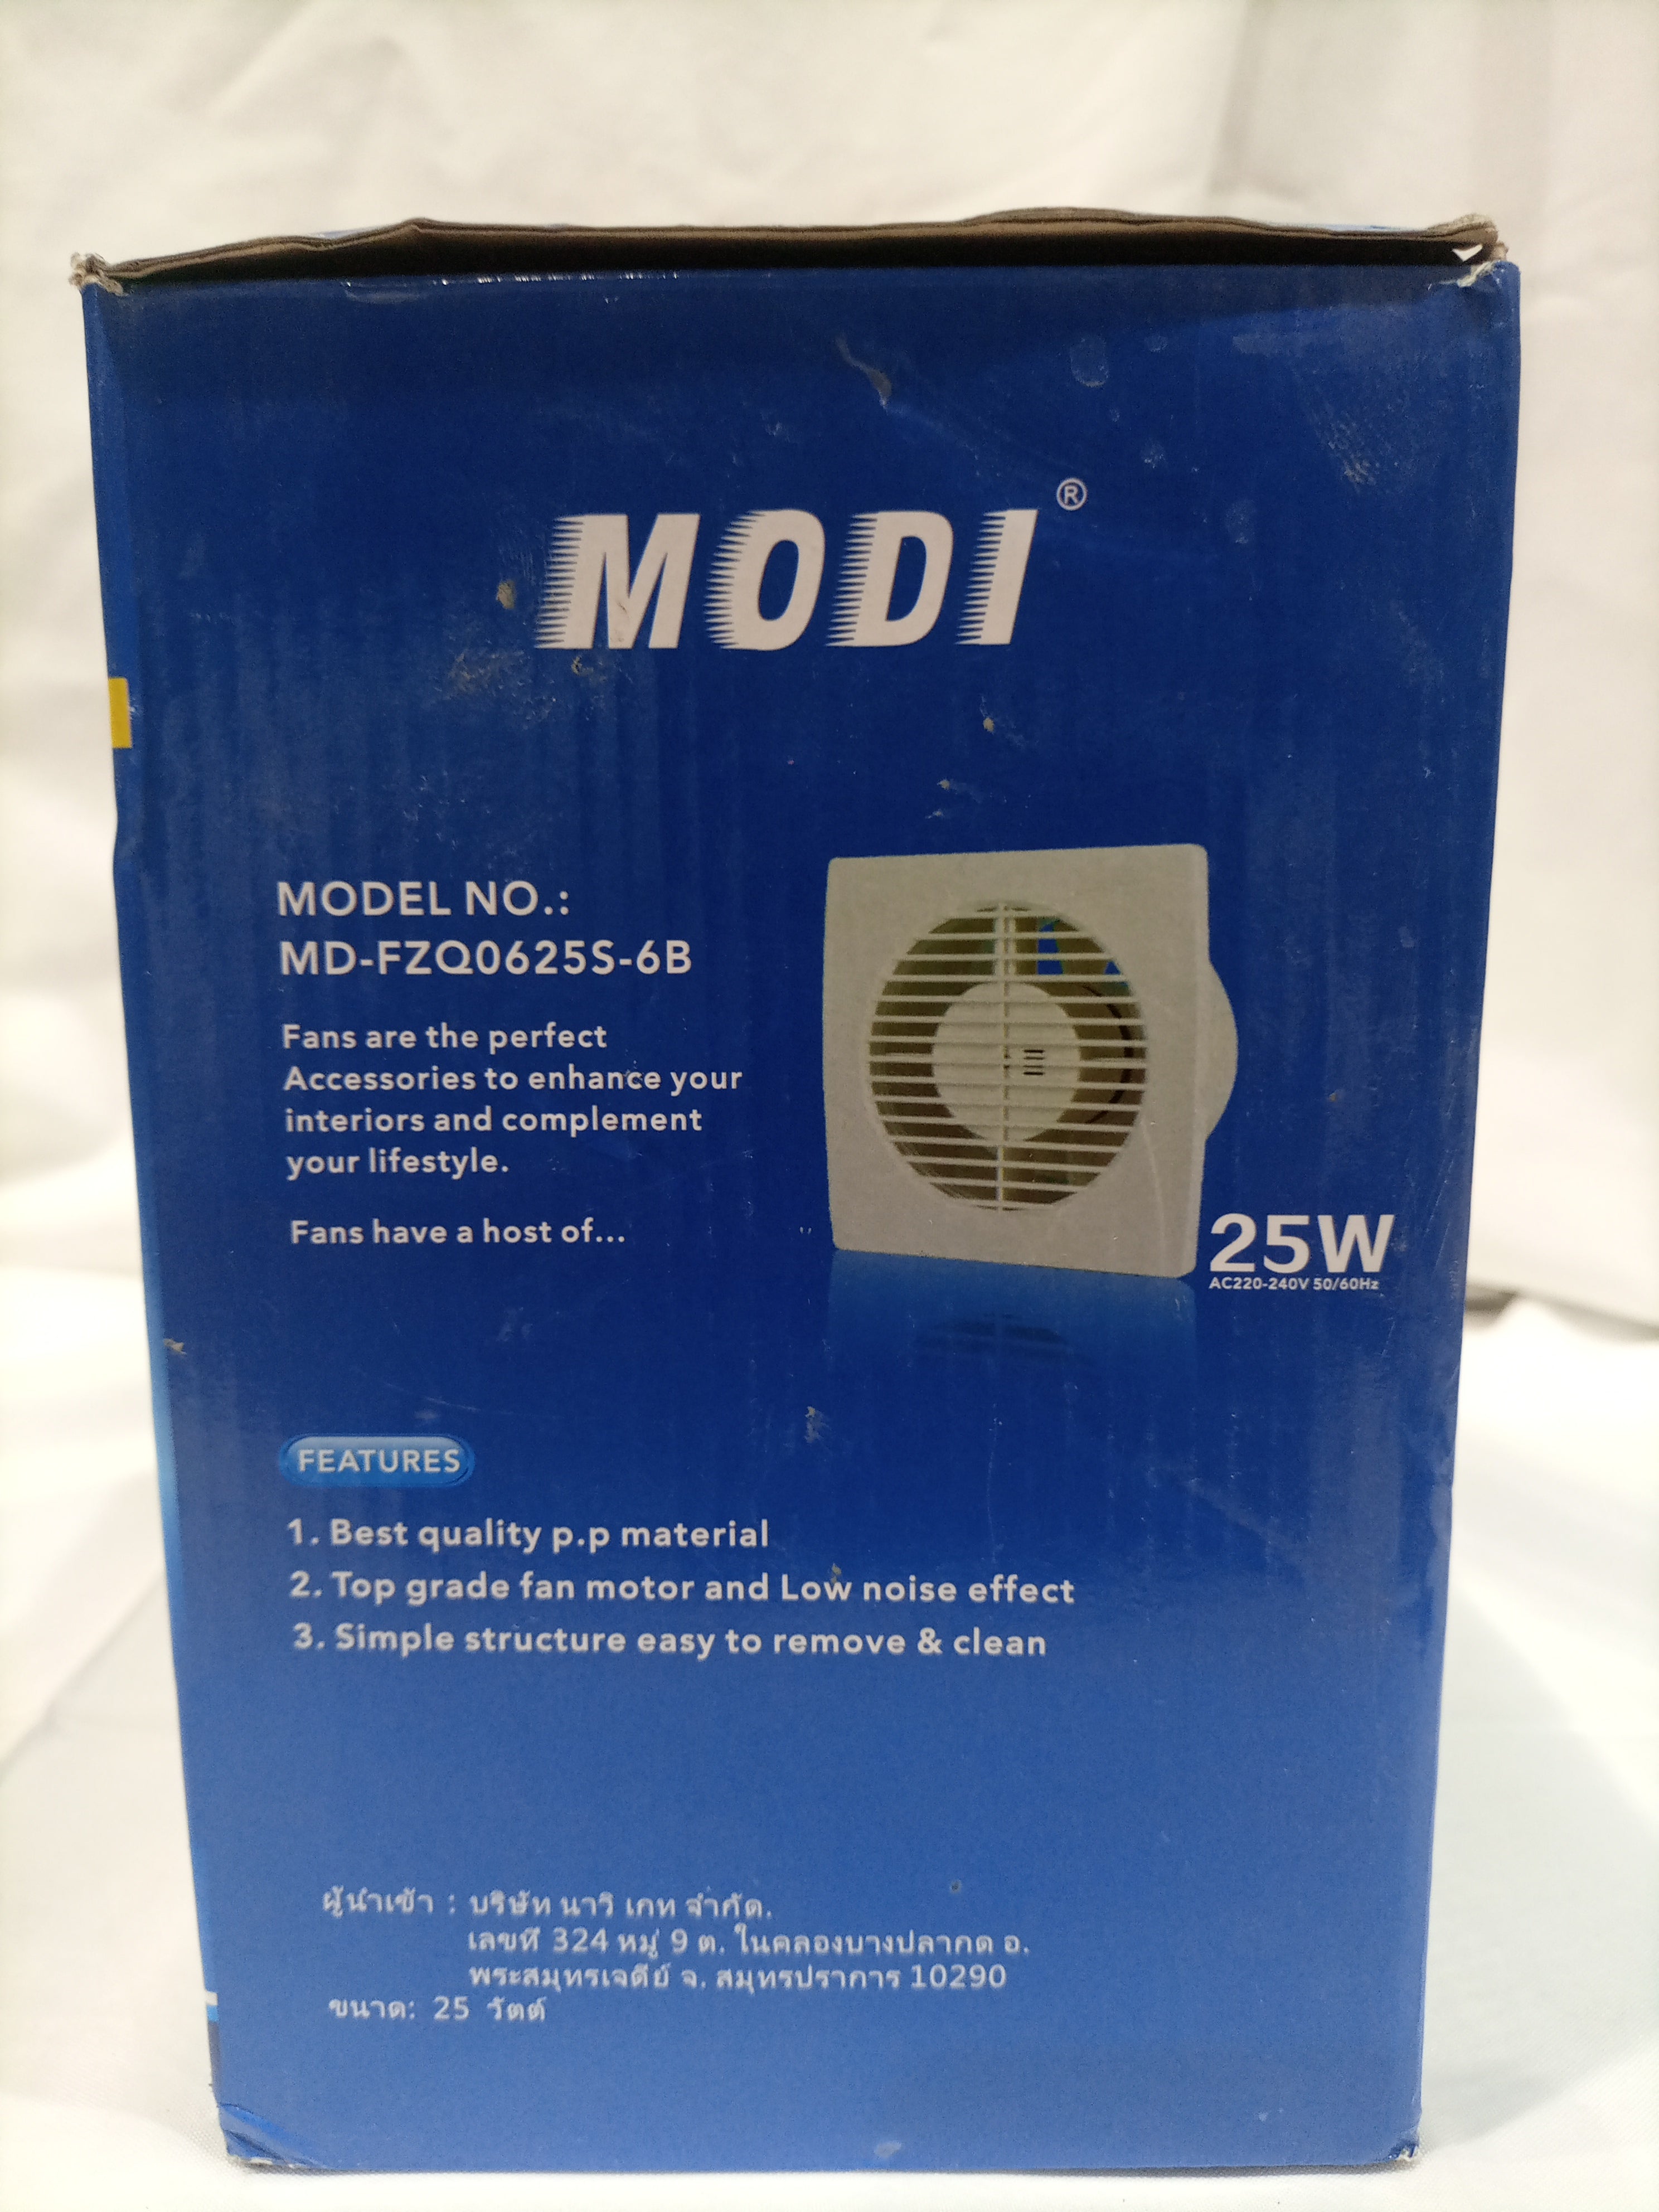 MODI®
MODEL NO.:
MD-FZQ0625S-6B
Fans are the perfect
Accessories to enhance your
interiors and complement
your lifestyle.
Fans have a host of...
25W
AC220-240V 50/60Hz
FEATURES
1. Best quality p.p material
2. Top grade fan motor and Low noise effect
3. Simple structure easy to remove & clean
ผู้นำเข้า : บริษัท นาวิ เกท จำกัด.
เลขที่ 324 หมู่ 9 ต. ในคลองบางปลากด อ.
พระสมุทรเจดีย์ จ. สมุทรปราการ 10290
ขนาด: 25 วัตต์